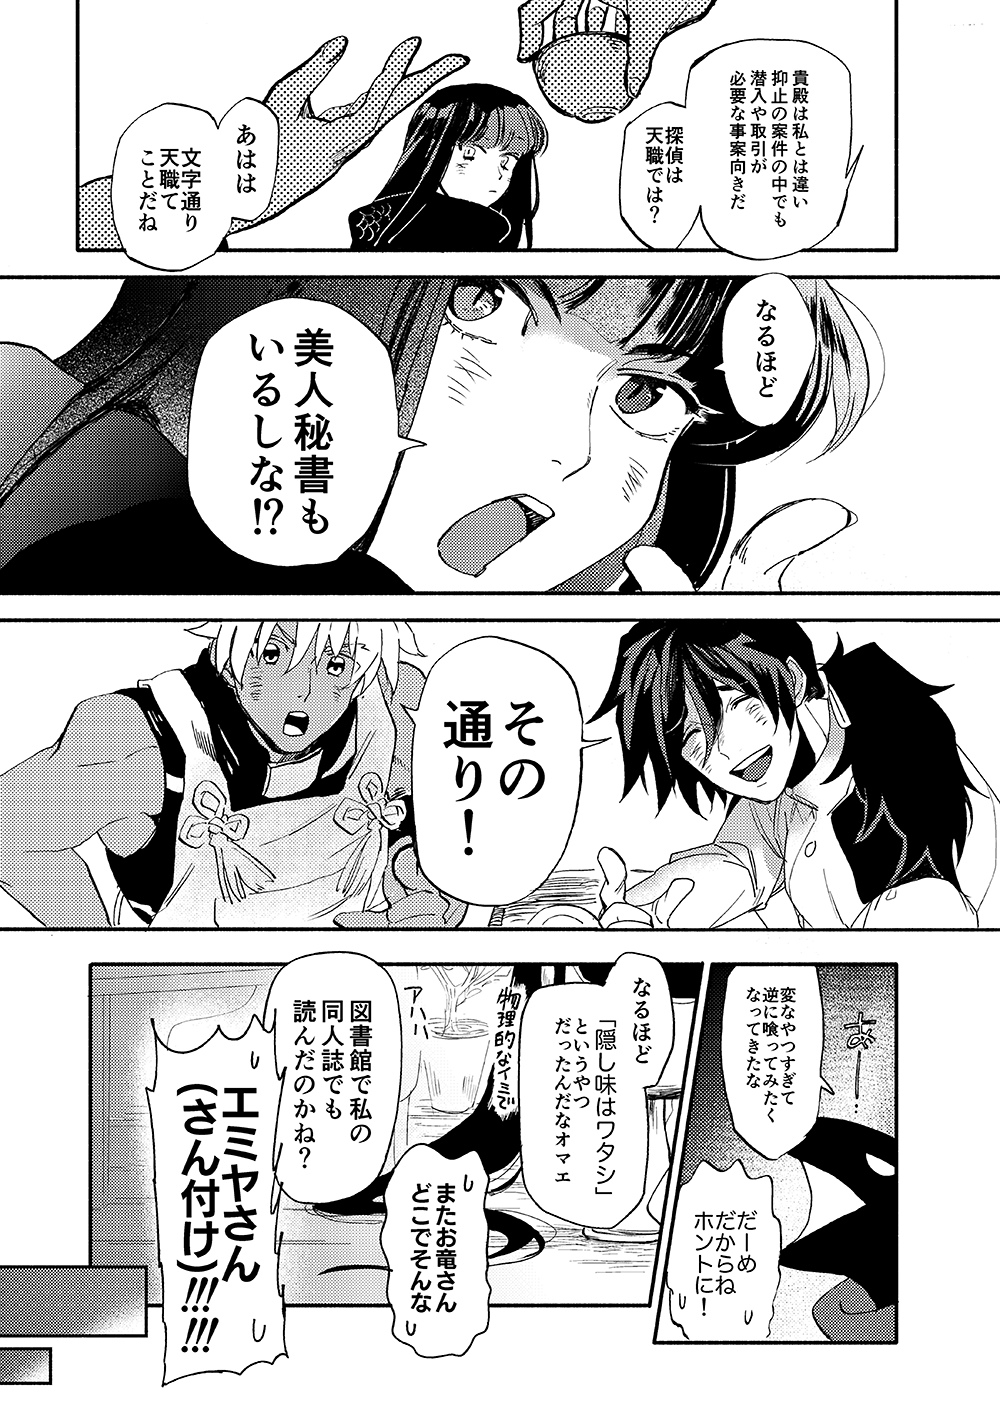 貴殿は私とは違い
抑止の案件の中でも
潜入や取引が
必要な事案向きだ
探偵は
天職では?
あはは
文字通り
天職て
ことだね
なるほど
美人秘書も
いるしな!?
その
通り!
変なやつすぎて
逆に喰ってみたく
なってきたな
だーめ
だからね
ホントに!
なるほど
「隠し味はワタシ」
というやつ
だったんだなオマエ
物理的なイミで
アハハ
またお竜さん
どこでそんな
図書館で私の
同人誌でも
読んだのかね?
エミヤさん
(さん付け)!!!!!!